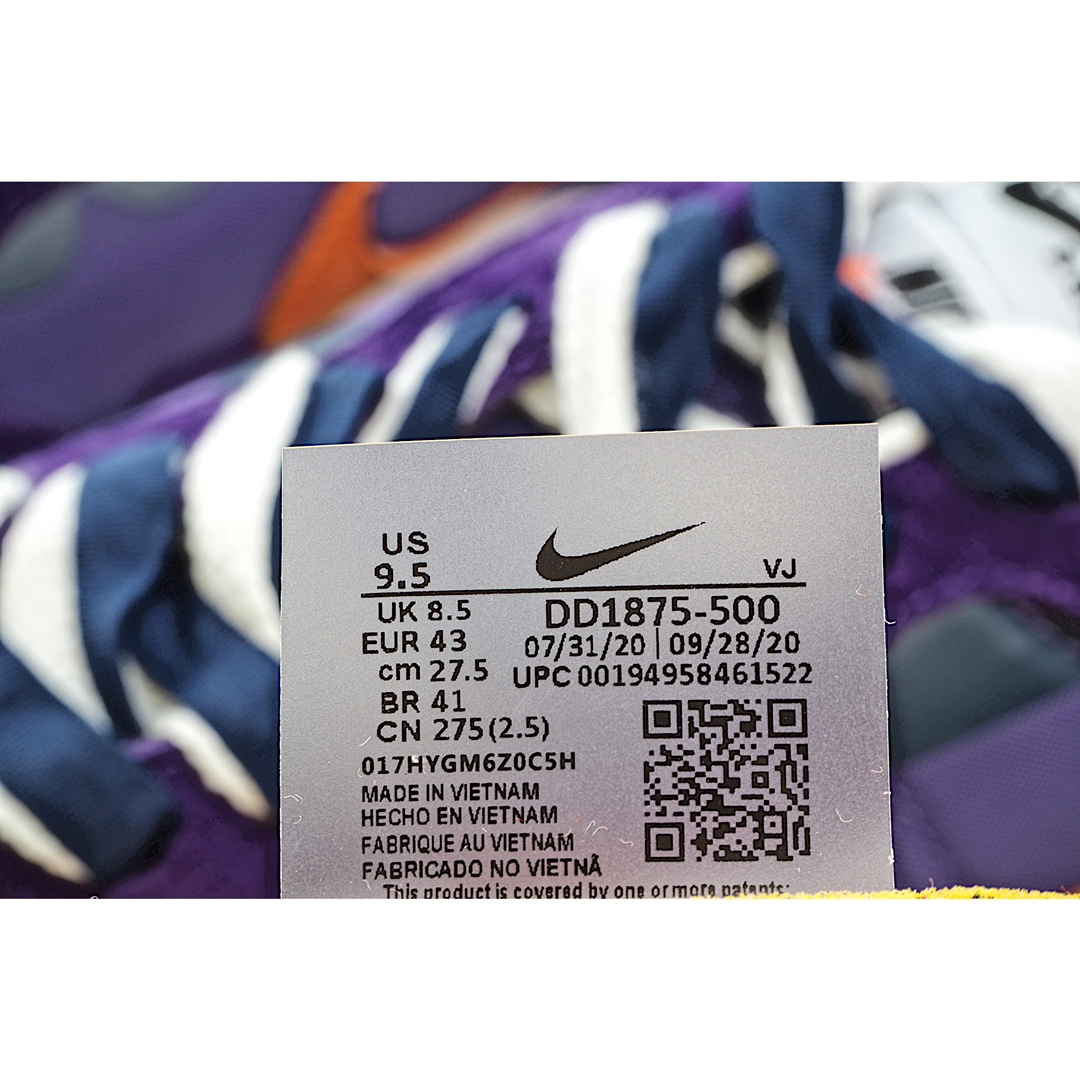 US
9.5
VJ
UK 8.5
DD1875-500
EUR 43
07/31/20 | 09/28/20
cm 27.5
UPC 00194958461522
BR 41
CN 275(2.5)
017HYGM6Z0C5H
MADE IN VIETNAM
HECHO EN VIETNAM
FABRIQUE AU VIETNAM
FABRICADO NO VIETNÃ
This product is covered by one or more patents: